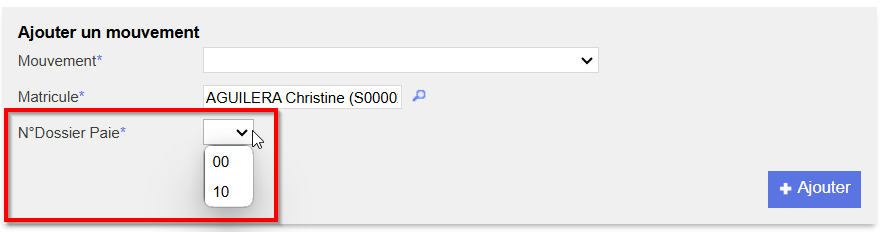 Ajouter un mouvement
Mouvement*
Matricule* AGUILERA Christine (S0000
N°Dossier Paie*
00
10
Ajouter